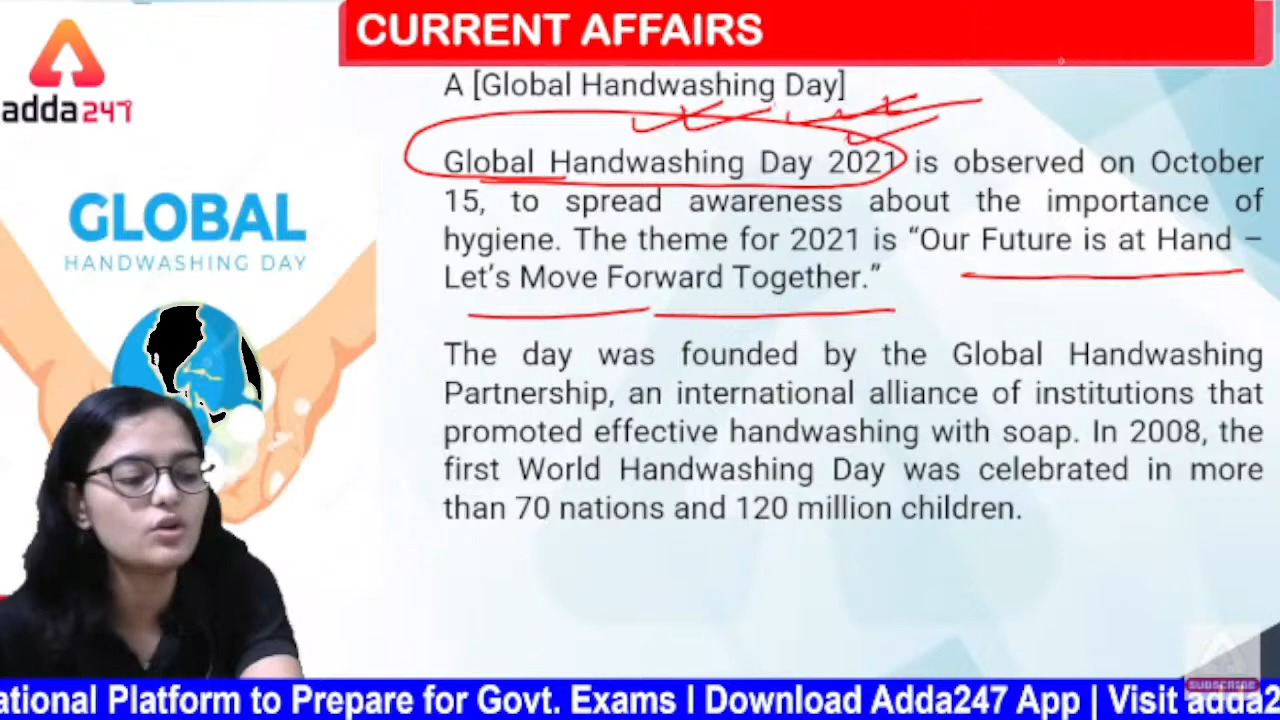 CURRENT AFFAIRS
adda247
A [Global Handwashing Day]
Global Handwashing Day 2021 is observed on October
15, to spread awareness about the importance of
hygiene. The theme for 2021 is “Our Future is at Hand –
Let’s Move Forward Together.”
GLOBAL
HANDWASHING DAY
The day was founded by the Global Handwashing
Partnership, an international alliance of institutions that
promoted effective handwashing with soap. In 2008, the
first World Handwashing Day was celebrated in more
than 70 nations and 120 million children.
SUBSCRIBE
ational Platform to Prepare for Govt. Exams I Download Adda247 App | Visit adda2